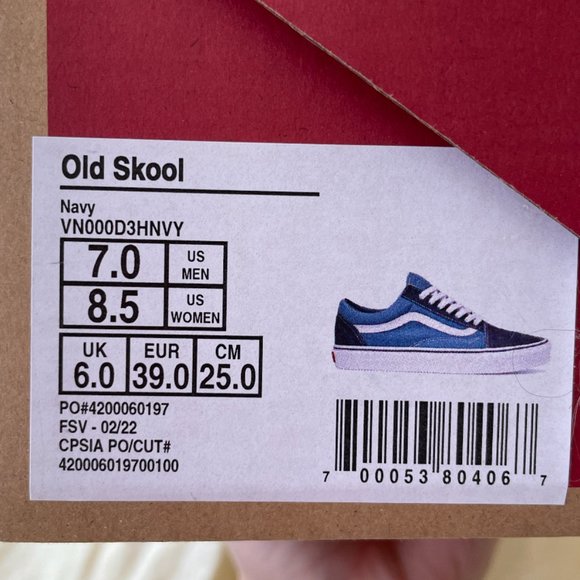 Old Skool
Navy
VN000D3HNVY
7.0 US MEN
8.5 US WOMEN
UK EUR CM
6.0 39.0 25.0
PO#4200060197
FSV - 02/22
CPSIA PO/CUT#
420006019700100
7 00053 80406 7